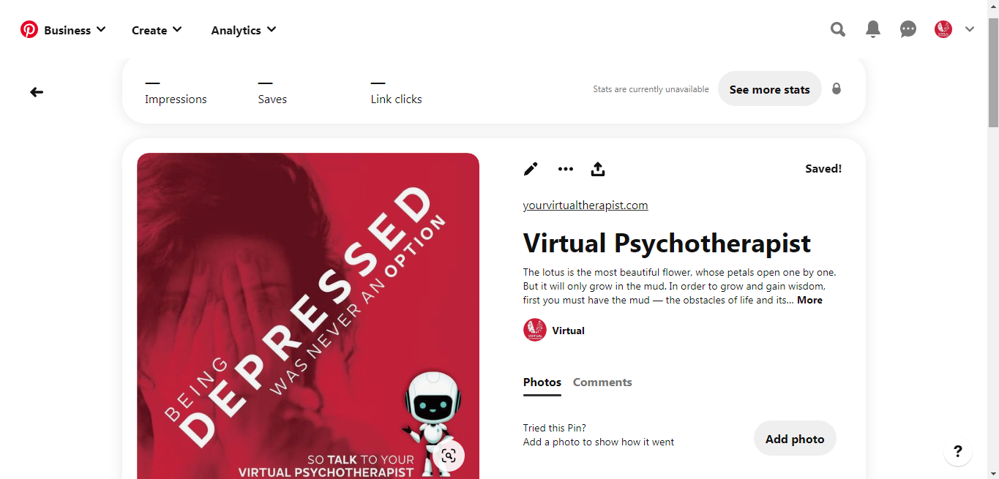 Business
Create
Analytics
— — —
Impressions Saves Link clicks
Stats are currently unavailable
See more stats
BEING
DEPRESSED
WAS NEVER AN OPTION
SO TALK TO YOUR
VIRTUAL PSYCHOTHERAPIST
Saved!
yourvirtualtherapist.com
Virtual Psychotherapist
The lotus is the most beautiful flower, whose petals open one by one.
But it will only grow in the mud. In order to grow and gain wisdom,
first you must have the mud — the obstacles of life and its... More
VIRTUAL
Virtual
Photos Comments
Tried this Pin?
Add a photo to show how it went
Add photo
?